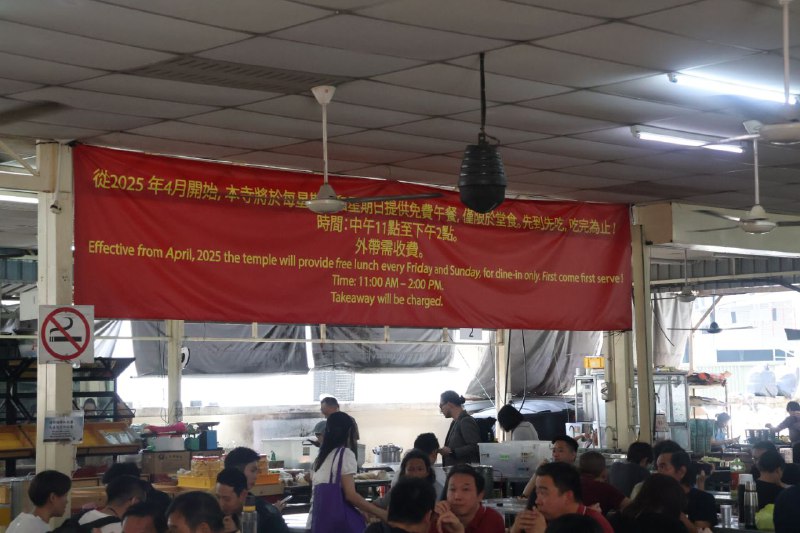 從2025 年4月開始, 本寺將於每星期 星期日提供免費午餐, 僅限於堂食。先到先吃, 吃完為止!
時間:中午11點至下午2點。
外帶需收費。
Effective from April, 2025 the temple will provide free lunch every Friday and Sunday, for dine-in only. First come first serve!
Time: 11:00 AM – 2:00 PM.
Takeaway will be charged.
2